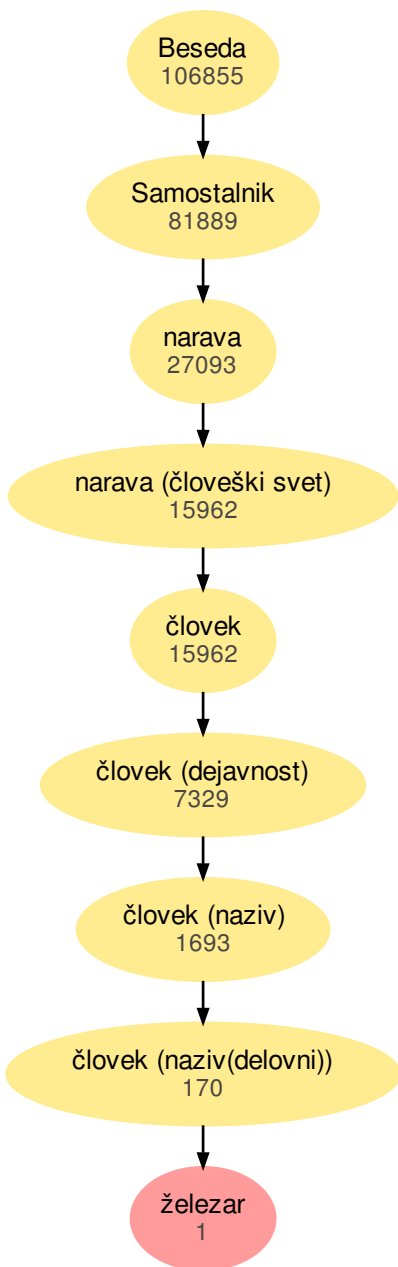 Beseda
106855
Samostalnik
81889
narava
27093
narava (človeški svet)
15962
človek
15962
človek (dejavnost)
7329
človek (naziv)
1693
človek (naziv(delovni))
170
železar
1